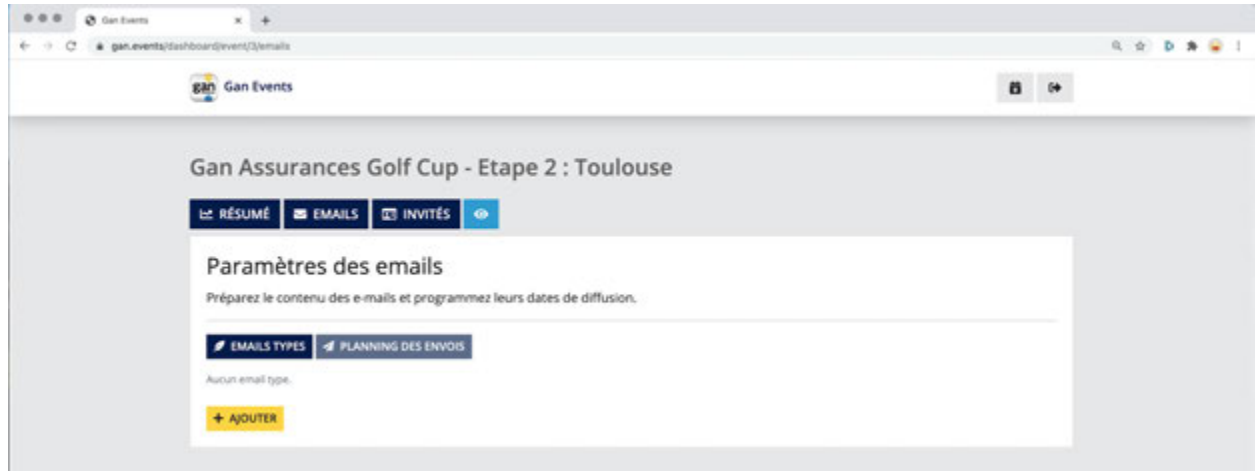 Gan Events
gan.events/dashboard/event/3/emails
gan Gan Events
Gan Assurances Golf Cup - Etape 2 : Toulouse
RÉSUMÉ EMAILS INVITÉS
Paramètres des emails
Préparez le contenu des e-mails et programmez leurs dates de diffusion.
EMAILS TYPES PLANNING DES ENVOIS
Aucun email type.
+ AJOUTER